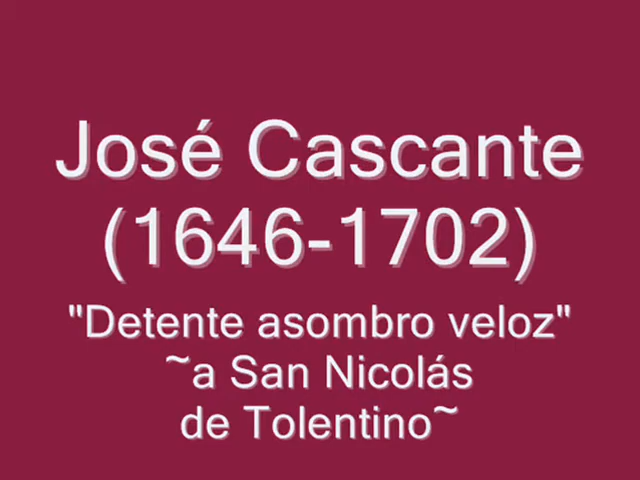 José Cascante
(1646-1702)
"Detente asombro veloz"
~a San Nicolás
de Tolentino~